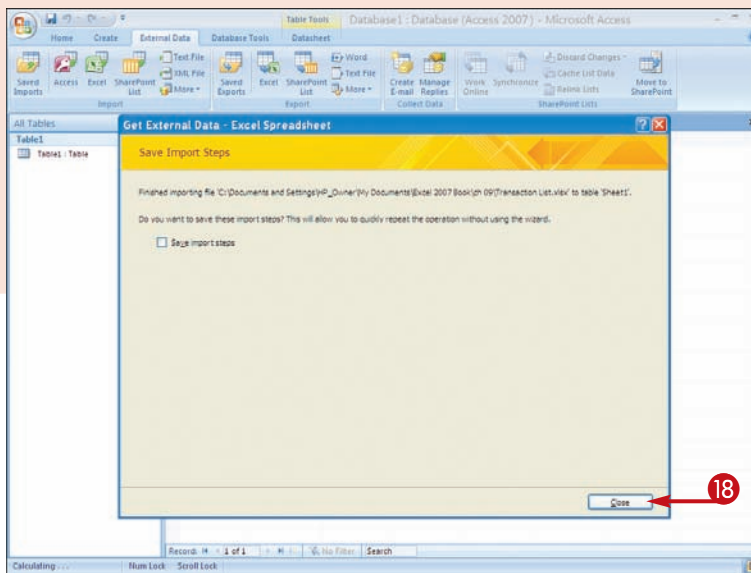 Table Tools Database1 : Database (Access 2007) - Microsoft Access
Home Create External Data Database Tools Datasheet
Saved Imports
Access
Excel
SharePoint List
Text File
XML File
More
Import
Saved Exports
Excel
SharePoint List
Word
Text File
More
Export
Create E-mail
Manage Replies
Collect Data
Work Online
Synchronize
Discard Changes
Cache List Data
Relink Lists
Move to SharePoint
SharePoint Lists
All Tables
Table1
Table1 : Table
Get External Data - Excel Spreadsheet
Save Import Steps
Finished importing file 'C:\Documents and Settings\HP_Owner\My Documents\Excel 2007 Book\ch 09\Transaction List.xlsx' to table 'Sheet1'.
Do you want to save these import steps? This will allow you to quickly repeat the operation without using the wizard.
Save import steps
Close
18
Record: 1 of 1 No Filter Search
Calculating . . . Num Lock Scroll Lock